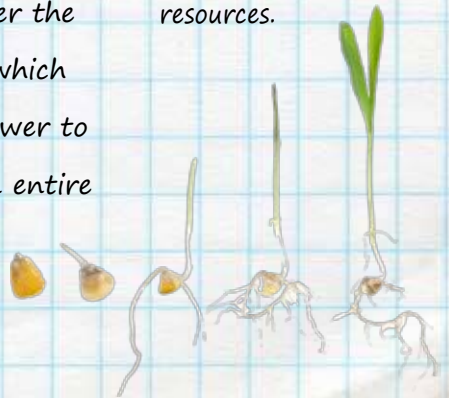 er the
which
wer to
entire
resources.